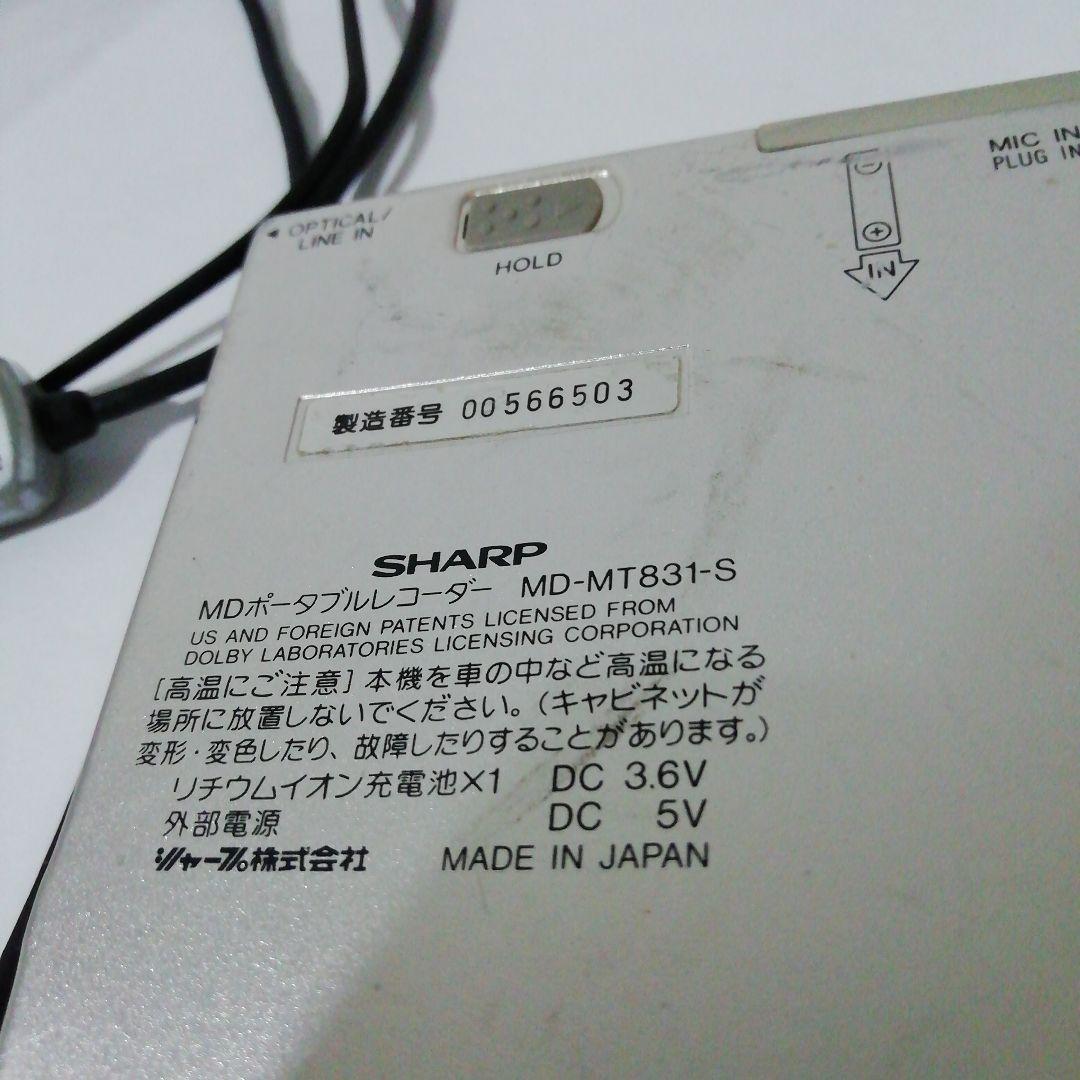 MIC IN
PLUG IN
OPTICAL/
LINE IN
HOLD
IN
製造番号 00566503
SHARP
MDポータブルレコーダー MD-MT831-S
US AND FOREIGN PATENTS LICENSED FROM
DOLBY LABORATORIES LICENSING CORPORATION
[高温にご注意]本機を車の中など高温になる
場所に放置しないでください。(キャビネットが
変形・変色したり、故障したりすることがあります。)
リチウムイオン充電池×1 DC 3.6V
外部電源 DC 5V
シャープ株式会社 MADE IN JAPAN